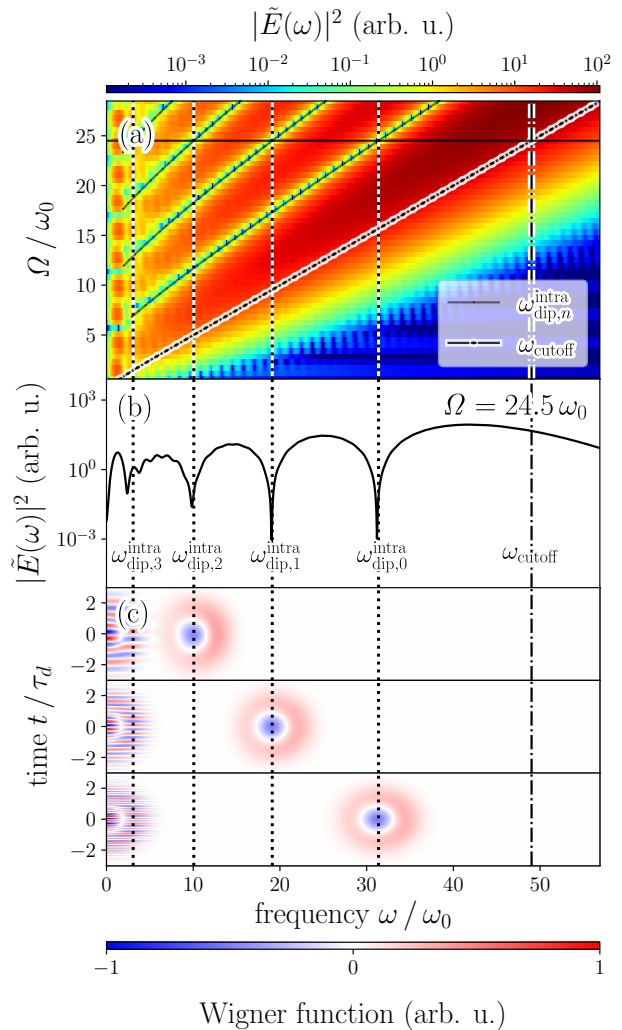 |Ẽ(ω)|² (arb. u.)
10⁻³ 10⁻² 10⁻¹ 10⁰ 10¹ 10²
(a)
25
20
15
10
5
Ω / ω₀
ω^intra_dip,n
ω_cutoff
(b)
Ω = 24.5 ω₀
10³
10⁰
10⁻³
|Ẽ(ω)|² (arb. u.)
ω^intra_dip,3 ω^intra_dip,2 ω^intra_dip,1 ω^intra_dip,0 ω_cutoff
(c)
2
0
−2
2
0
−2
2
0
−2
time t / τ_d
0 10 20 30 40 50
frequency ω / ω₀
−1 0 1
Wigner function (arb. u.)